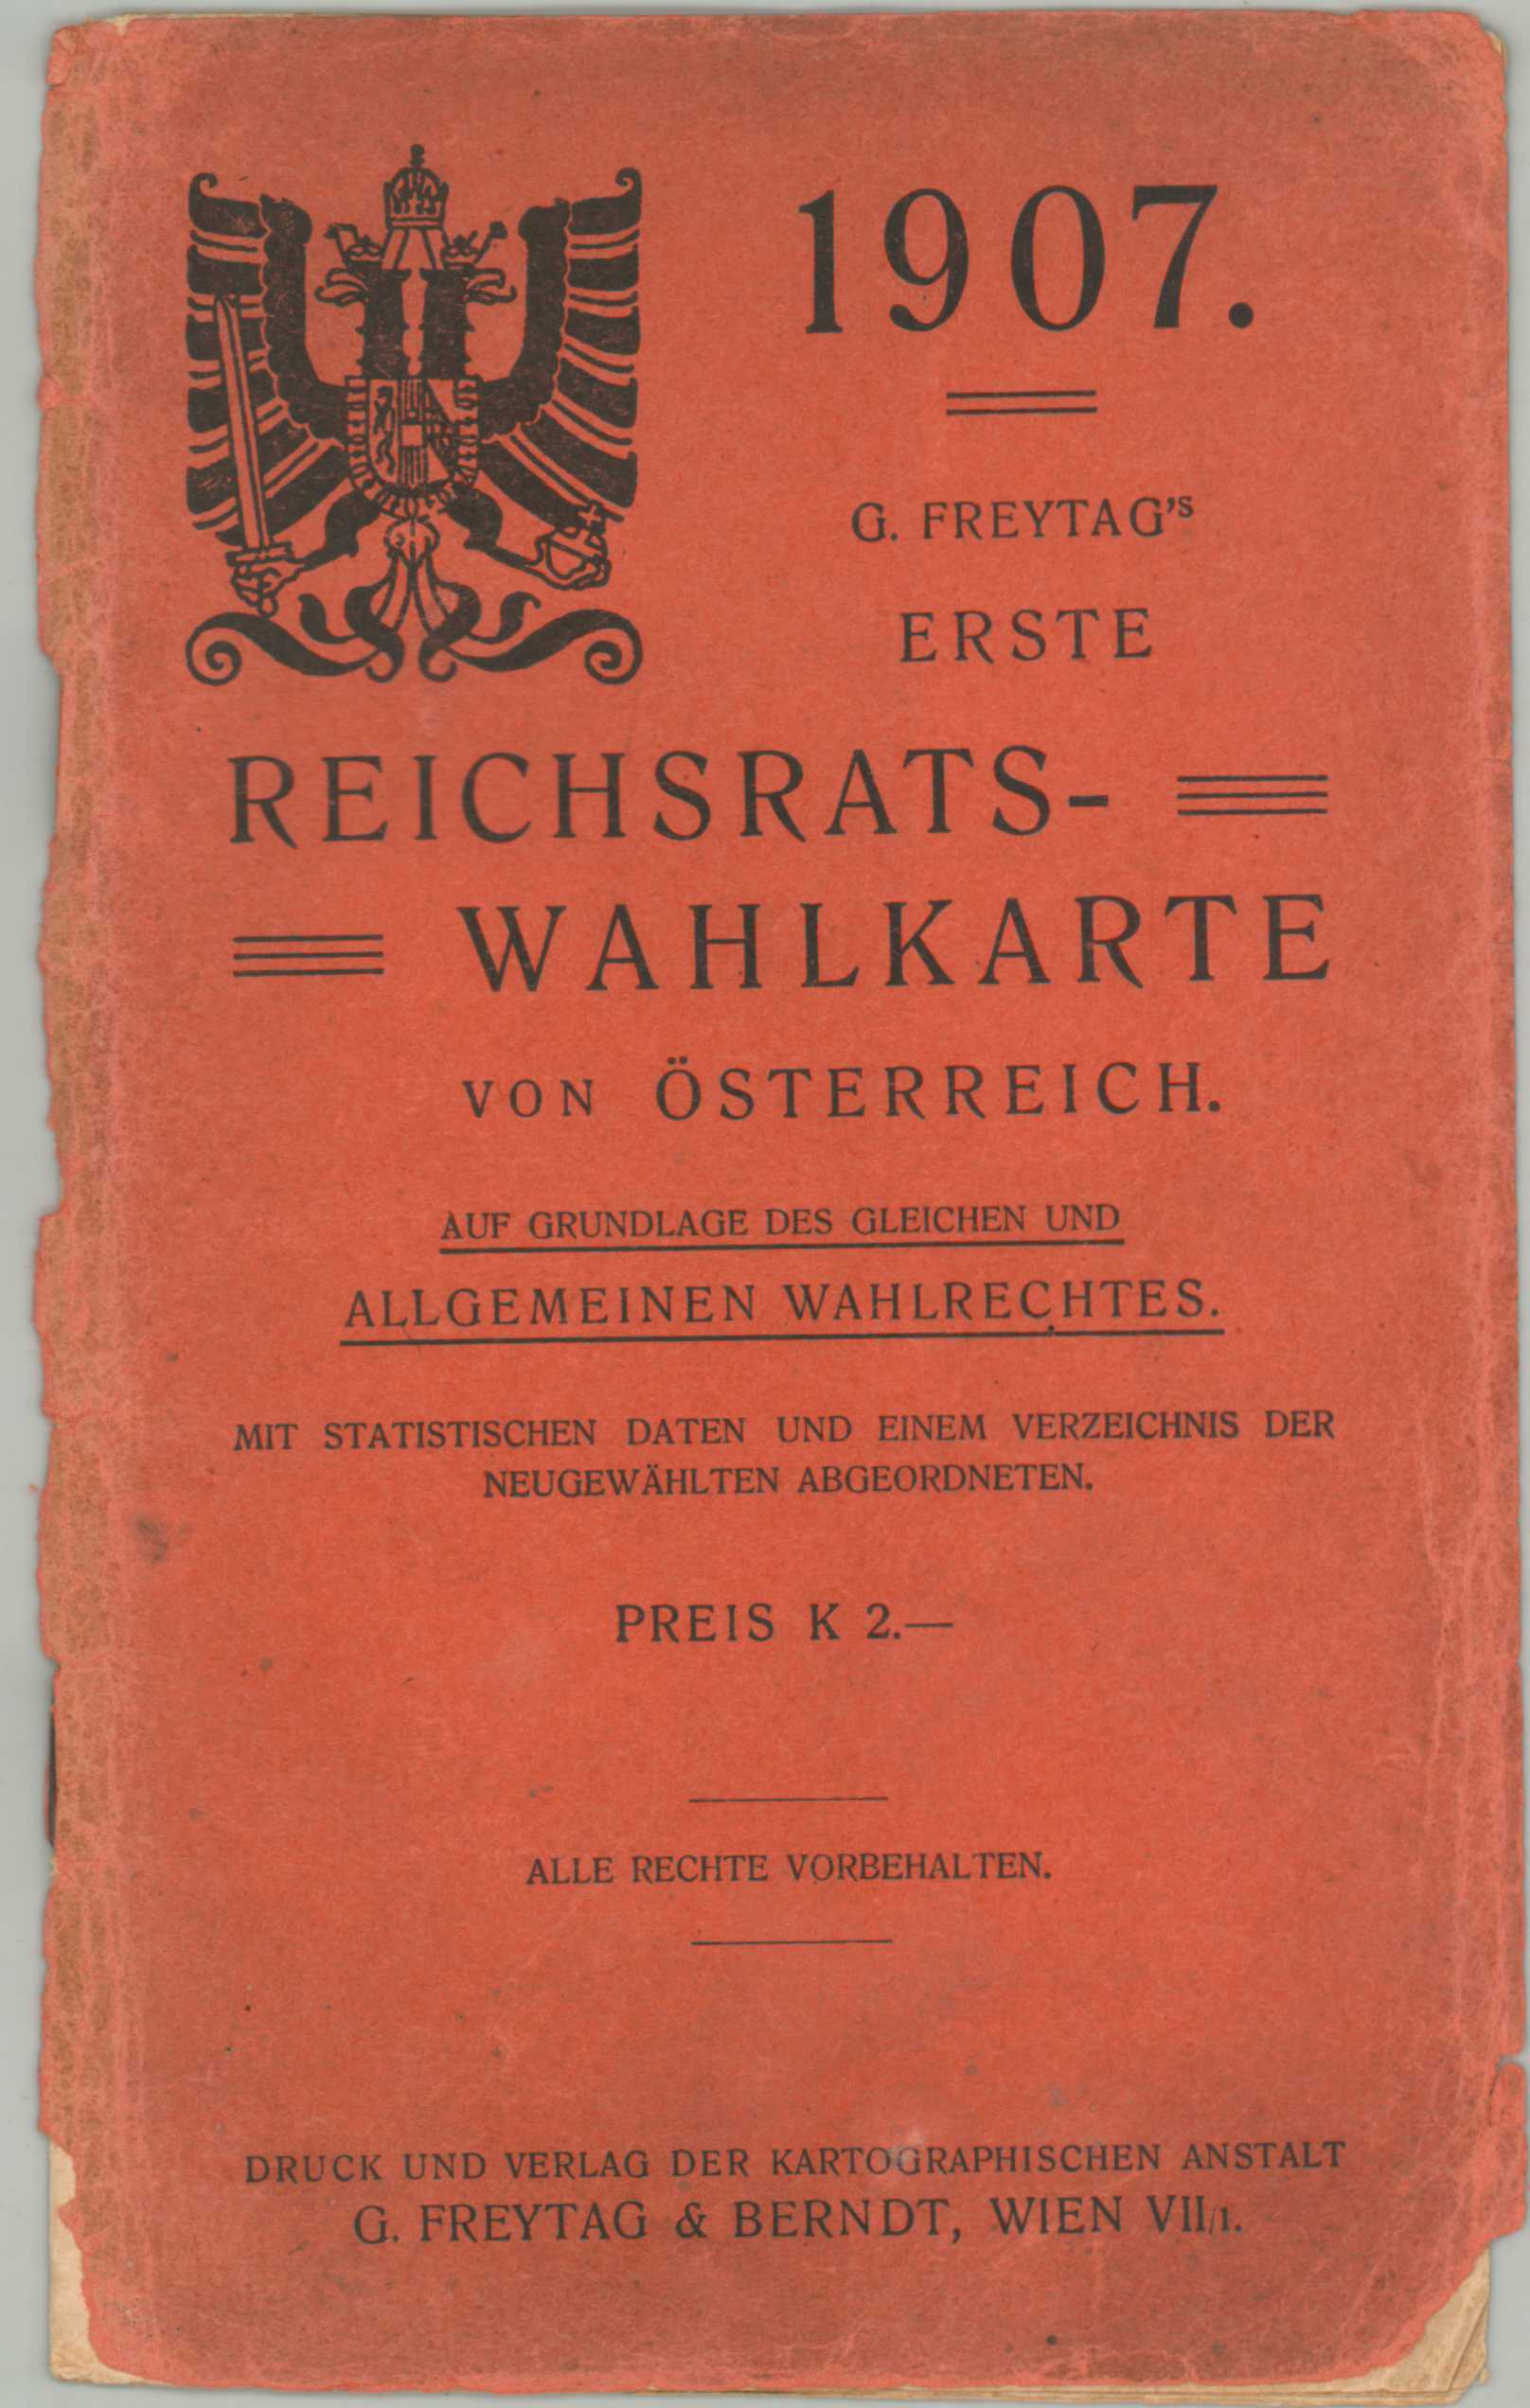 1907.
G. FREYTAG'S
ERSTE
REICHSRATS-
WAHLKARTE
VON ÖSTERREICH.
AUF GRUNDLAGE DES GLEICHEN UND
ALLGEMEINEN WAHLRECHTES.
MIT STATISTISCHEN DATEN UND EINEM VERZEICHNIS DER
NEUGEWÄHLTEN ABGEORDNETEN.
PREIS K 2.—
ALLE RECHTE VORBEHALTEN.
DRUCK UND VERLAG DER KARTOGRAPHISCHEN ANSTALT
G. FREYTAG & BERNDT, WIEN VII/1.